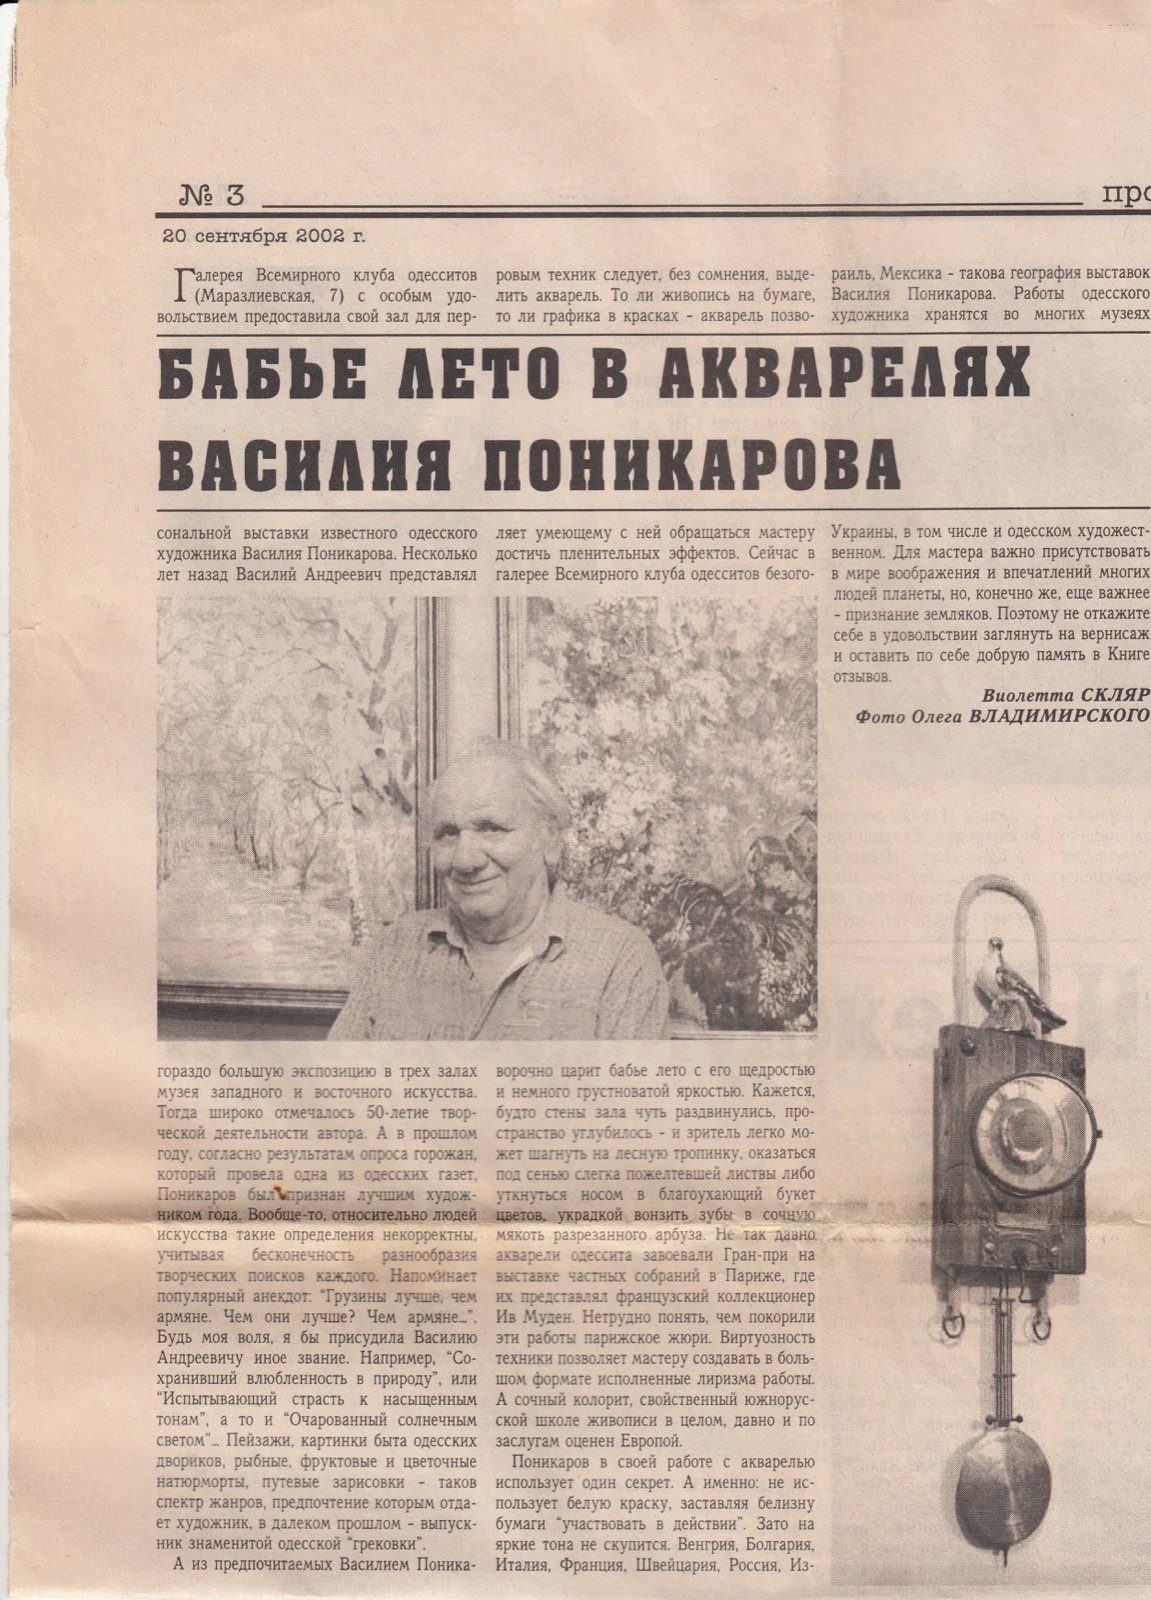 № 3
20 сентября 2002 г.
Галерея Всемирного клуба одесситов
(Маразлиевская, 7) с особым удо-
вольствием предоставила свой зал для пер-
БАБЬЕ ЛЕТО В АКВАРЕЛЯХ
ВАСИЛИЯ ПОНИКАРОВА
сональной выставки известного одесского
художника Василия Поникарова. Несколько
лет назад Василий Андреевич представлял
гораздо большую экспозицию в трех залах
музея западного и восточного искусства.
Тогда широко отмечалось 50-летие твор-
ческой деятельности автора. А в прошлом
году, согласно результатам опроса горожан,
который провела одна из одесских газет,
Поникаров был признан лучшим худож-
ником года. Вообще-то, относительно людей
искусства такие определения некорректны,
учитывая бесконечность разнообразия
творческих поисков каждого. Напоминает
популярный анекдот: "Грузины лучше, чем
армяне. Чем они лучше? Чем армяне...".
Будь моя воля, я бы присудила Василию
Андреевичу иное звание. Например, "Со-
хранивший влюбленность в природу", или
"Испытывающий страсть к насыщенным
тонам", а то и "Очарованный солнечным
светом"... Пейзажи, картинки быта одесских
двориков, рыбные, фруктовые и цветочные
натюрморты, путевые зарисовки - таков
спектр жанров, предпочтение которым отда-
ет художник, в далеком прошлом - выпуск-
ник знаменитой одесской "грековки".
А из предпочитаемых Василием Поника-
ровым техник следует, без сомнения, выде-
лить акварель. То ли живопись на бумаге,
то ли графика в красках - акварель позво-
ляет умеющему с ней обращаться мастеру
достичь пленительных эффектов. Сейчас в
галерее Всемирного клуба одесситов безого-
ворочно царит бабье лето с его щедростью
и немного грустноватой яркостью. Кажется,
будто стены зала чуть раздвинулись, про-
странство углубилось - и зритель легко мо-
жет шагнуть на лесную тропинку, оказаться
под сенью слегка пожелтевшей листвы либо
уткнуться носом в благоухающий букет
цветов, украдкой вонзить зубы в сочную
мякоть разрезанного арбуза. Не так давно
акварели одессита завоевали Гран-при на
выставке частных собраний в Париже, где
их представлял французский коллекционер
Ив Муден. Нетрудно понять, чем покорили
эти работы парижское жюри. Виртуозность
техники позволяет мастеру создавать в боль-
шом формате исполненные лиризма работы.
А сочный колорит, свойственный южнорус-
ской школе живописи в целом, давно и по
заслугам оценен Европой.
Поникаров в своей работе с акварелью
использует один секрет. А именно: не ис-
пользует белую краску, заставляя белизну
бумаги "участвовать в действии". Зато на
яркие тона не скупится. Венгрия, Болгария,
Италия, Франция, Швейцария, Россия, Из-
раиль, Мексика - такова география выставок
Василия Поникарова. Работы одесского
художника хранятся во многих музеях
Украины, в том числе и одесском художест-
венном. Для мастера важно присутствовать
в мире воображения и впечатлений многих
людей планеты, но, конечно же, еще важнее
- признание земляков. Поэтому не откажите
себе в удовольствии заглянуть на вернисаж
и оставить по себе добрую память в Книге
отзывов.
Виолетта СКЛЯР
Фото Олега ВЛАДИМИРСКОГО